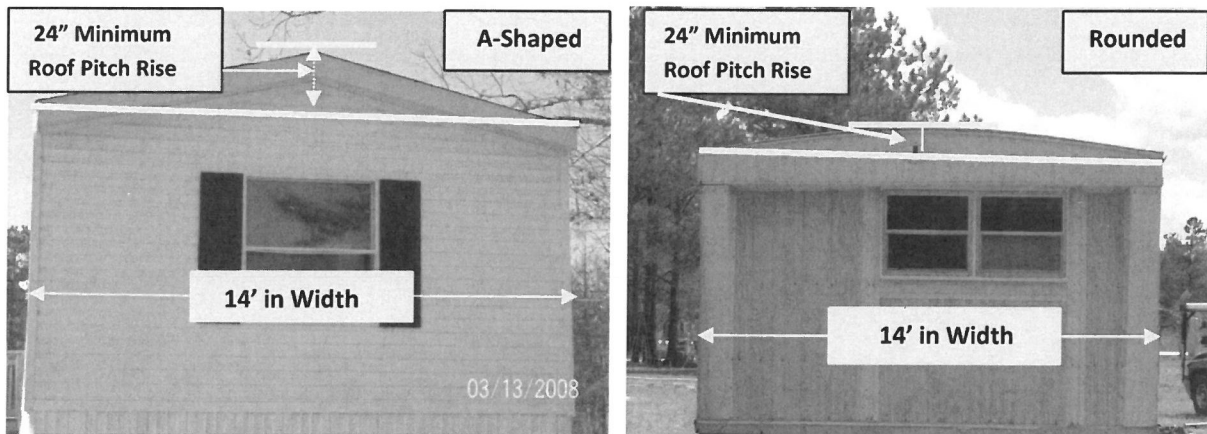 24” Minimum
Roof Pitch Rise
A-Shaped
14’ in Width
03/13/2008
24” Minimum
Roof Pitch Rise
Rounded
14’ in Width